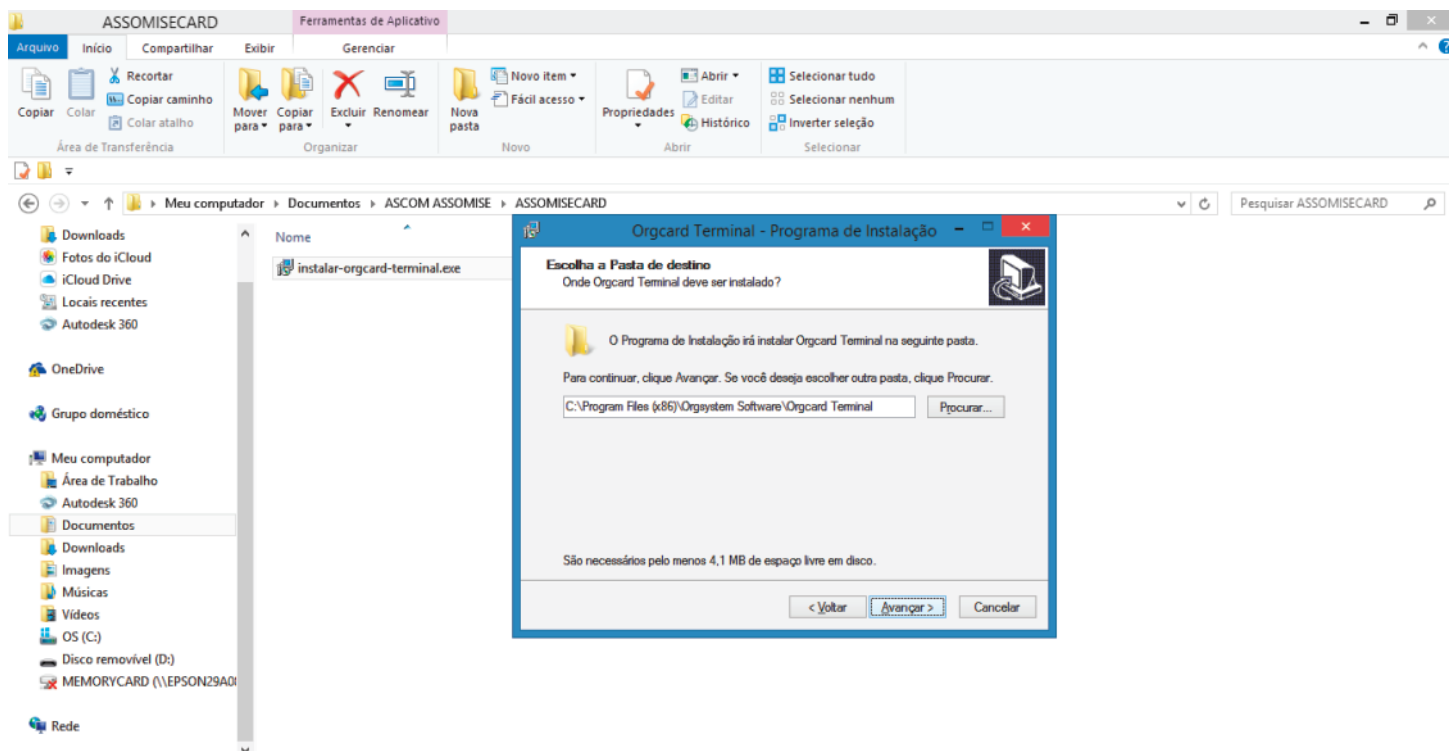 ASSOMISECARD
Ferramentas de Aplicativo
Arquivo Início Compartilhar Exibir Gerenciar
Copiar
Colar
Recortar
Copiar caminho
Colar atalho
Área de Transferência
Mover para
Copiar para
Excluir
Renomear
Organizar
Nova pasta
Novo item
Fácil acesso
Novo
Propriedades
Abrir
Editar
Histórico
Abrir
Selecionar tudo
Selecionar nenhum
Inverter seleção
Selecionar
Meu computador Documentos ASCOM ASSOMISE ASSOMISECARD
Pesquisar ASSOMISECARD
Downloads
Fotos do iCloud
iCloud Drive
Locais recentes
Autodesk 360
OneDrive
Grupo doméstico
Meu computador
Área de Trabalho
Autodesk 360
Documentos
Downloads
Imagens
Músicas
Vídeos
OS (C:)
Disco removível (D:)
MEMORYCARD (\\EPSON29A0
Rede
Nome
instalar-orgcard-terminal.exe
Orgcard Terminal - Programa de Instalação
Escolha a Pasta de destino
Onde Orgcard Terminal deve ser instalado?
O Programa de Instalação irá instalar Orgcard Terminal na seguinte pasta.
Para continuar, clique Avançar. Se você deseja escolher outra pasta, clique Procurar.
C:\Program Files (x86)\Orgsystem Software\Orgcard Terminal
Procurar...
São necessários pelo menos 4,1 MB de espaço livre em disco.
< Voltar
Avançar >
Cancelar